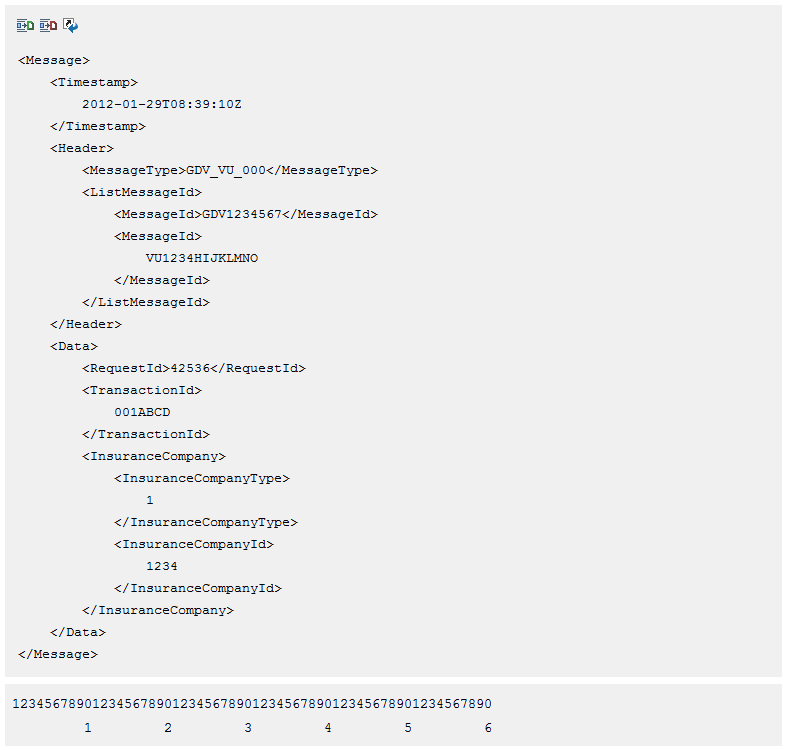 <Message>
    <Timestamp>
        2012-01-29T08:39:10Z
    </Timestamp>
    <Header>
        <MessageType>GDV_VU_000</MessageType>
        <ListMessageId>
            <MessageId>GDV1234567</MessageId>
            <MessageId>
                VU1234HIJKLMNO
            </MessageId>
        </ListMessageId>
    </Header>
    <Data>
        <RequestId>42536</RequestId>
        <TransactionId>
            001ABCD
        </TransactionId>
        <InsuranceCompany>
            <InsuranceCompanyType>
                1
            </InsuranceCompanyType>
            <InsuranceCompanyId>
                1234
            </InsuranceCompanyId>
        </InsuranceCompany>
    </Data>
</Message>
123456789012345678901234567890123456789012345678901234567890
         1         2         3         4         5         6